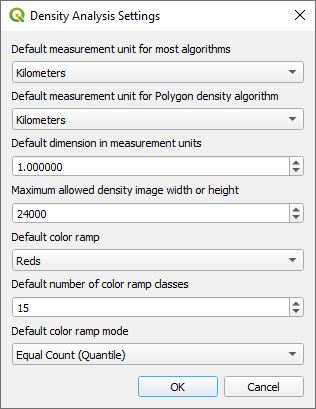 Density Analysis Settings
Default measurement unit for most algorithms
Kilometers
Default measurement unit for Polygon density algorithm
Kilometers
Default dimension in measurement units
1.000000
Maximum allowed density image width or height
24000
Default color ramp
Reds
Default number of color ramp classes
15
Default color ramp mode
Equal Count (Quantile)
OK Cancel